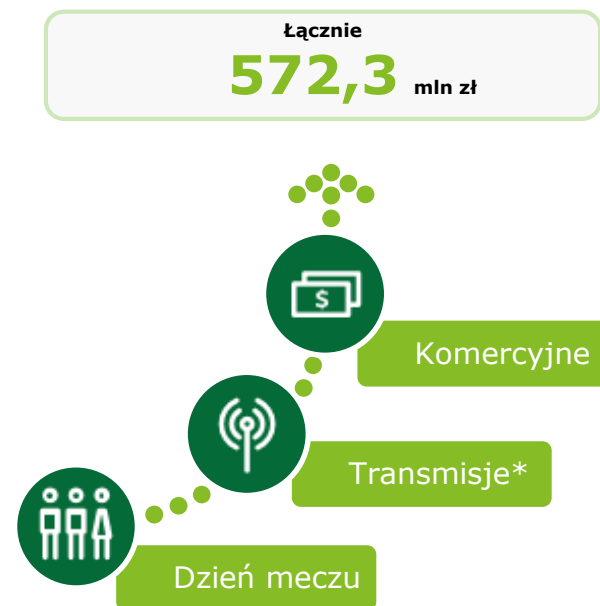 Łącznie
572,3 mln zł
$
Komercyjne
Transmisje*
Dzień meczu